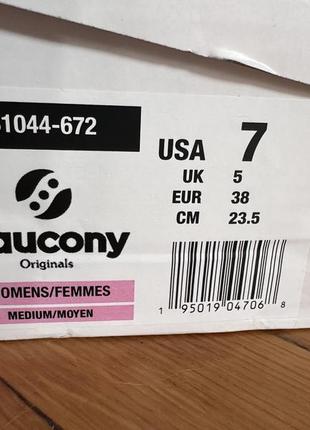 1044-672
USA 7
UK 5
EUR 38
CM 23.5
aucony
Originals
OMENS/FEMMES
MEDIUM/MOYEN
1 95019 04706 8